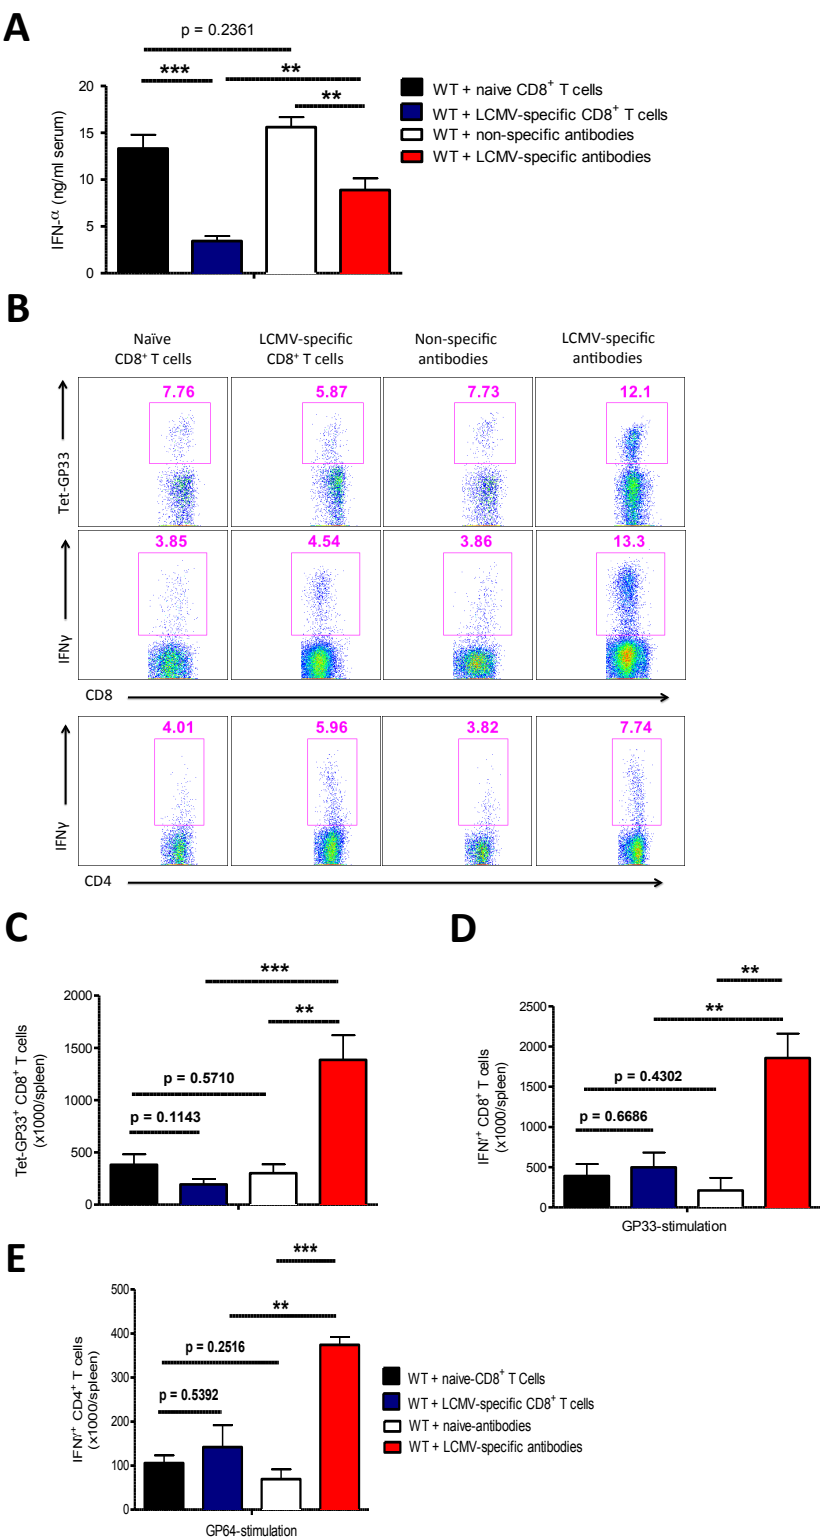 A
p = 0.2361
***
**
**
20
15
10
5
0
IFN-α (ng/ml serum)
WT + naive CD8⁺ T cells
WT + LCMV-specific CD8⁺ T cells
WT + non-specific antibodies
WT + LCMV-specific antibodies
B
Naïve
CD8⁺ T cells
LCMV-specific
CD8⁺ T cells
Non-specific
antibodies
LCMV-specific
antibodies
Tet-GP33
7.76
5.87
7.73
12.1
IFNγ
3.85
4.54
3.86
13.3
CD8
IFNγ
4.01
5.96
3.82
7.74
CD4
C
***
**
p = 0.5710
p = 0.1143
2000
1500
1000
500
0
Tet-GP33⁺ CD8⁺ T cells
(x1000/spleen)
D
**
**
p = 0.4302
p = 0.6686
2500
2000
1500
1000
500
0
IFNγ⁺ CD8⁺ T cells
(x1000/spleen)
GP33-stimulation
E
***
**
p = 0.2516
p = 0.5392
500
400
300
200
100
0
IFNγ⁺ CD4⁺ T cells
(x1000/spleen)
GP64-stimulation
WT + naive-CD8⁺ T Cells
WT + LCMV-specific CD8⁺ T cells
WT + naive-antibodies
WT + LCMV-specific antibodies